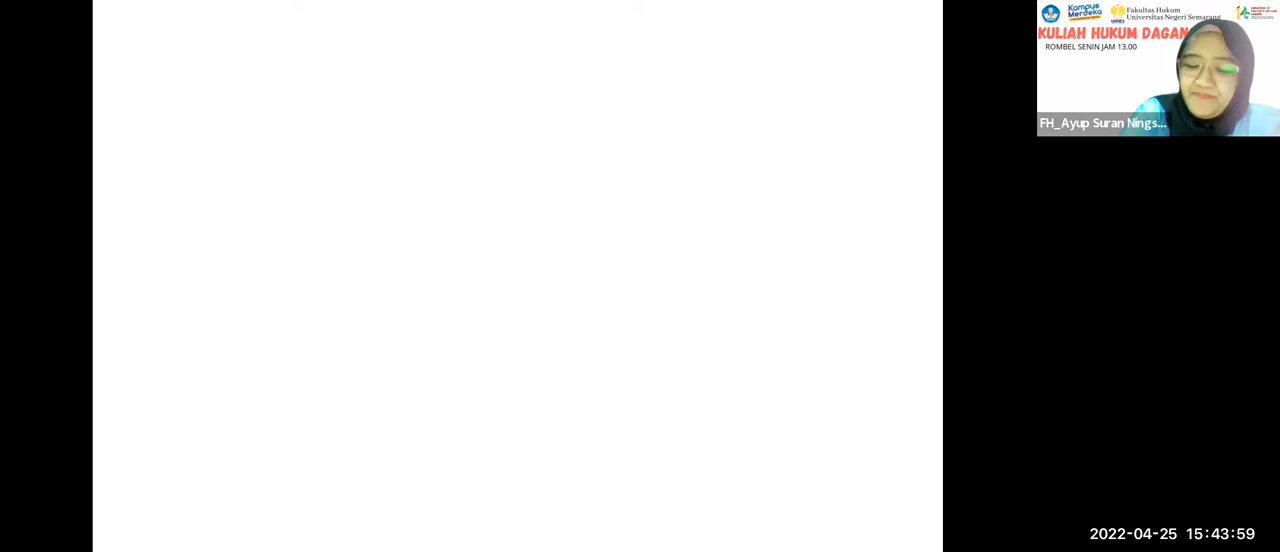 Kampus
Merdeka
UNNES
Fakultas Hukum
Universitas Negeri Semarang
KULIAH HUKUM DAGAN
ROMBEL SENIN JAM 13.00
FH_Ayup Suran Nings...
2022-04-25 15:43:59